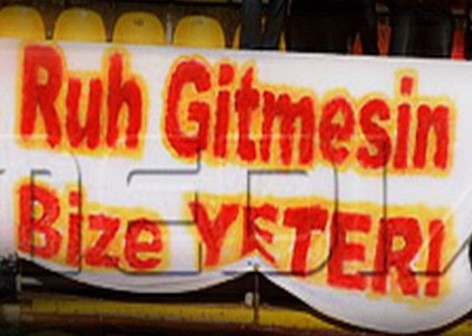 Ruh Gitmesin
Bize YETER!